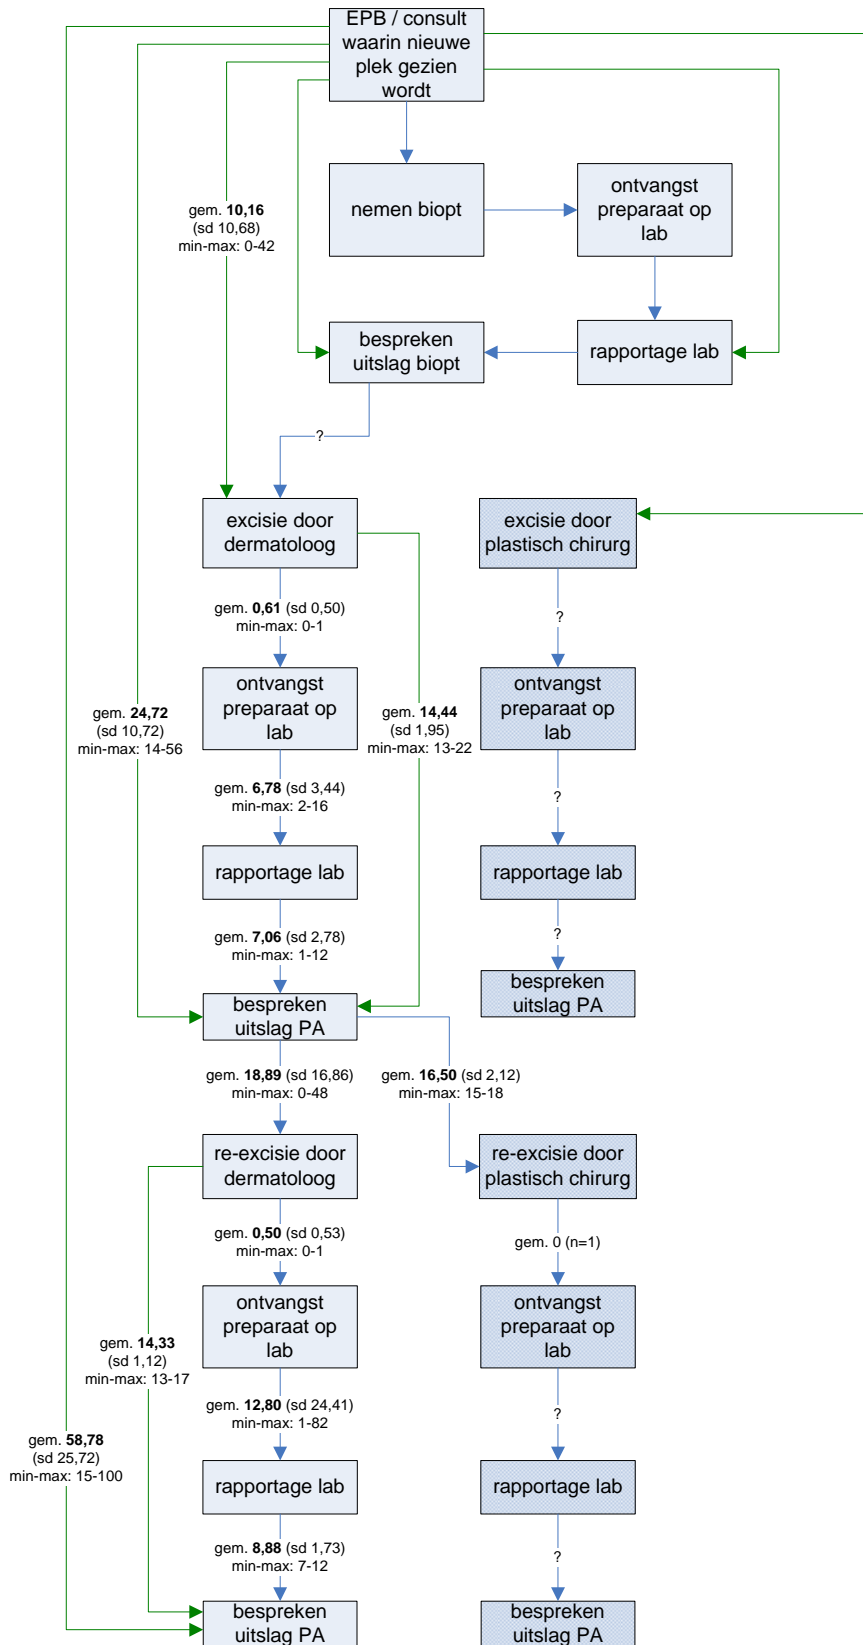 EPB / consult
waarin nieuwe
plek gezien
wordt
nemen biopt
ontvangst
preparaat op
lab
gem. 10,16
(sd 10,68)
min-max: 0-42
bespreken
uitslag biopt
rapportage lab
?
excisie door
dermatoloog
excisie door
plastisch chirurg
gem. 0,61 (sd 0,50)
min-max: 0-1
?
ontvangst
preparaat op
lab
ontvangst
preparaat op
lab
gem. 24,72
(sd 10,72)
min-max: 14-56
gem. 14,44
(sd 1,95)
min-max: 13-22
gem. 6,78 (sd 3,44)
min-max: 2-16
?
rapportage lab
rapportage lab
gem. 7,06 (sd 2,78)
min-max: 1-12
?
bespreken
uitslag PA
bespreken
uitslag PA
gem. 18,89 (sd 16,86)
min-max: 0-48
gem. 16,50 (sd 2,12)
min-max: 15-18
re-excisie door
dermatoloog
re-excisie door
plastisch chirurg
gem. 0,50 (sd 0,53)
min-max: 0-1
gem. 0 (n=1)
ontvangst
preparaat op
lab
ontvangst
preparaat op
lab
gem. 14,33
(sd 1,12)
min-max: 13-17
gem. 12,80 (sd 24,41)
min-max: 1-82
?
gem. 58,78
(sd 25,72)
min-max: 15-100
rapportage lab
rapportage lab
gem. 8,88 (sd 1,73)
min-max: 7-12
?
bespreken
uitslag PA
bespreken
uitslag PA